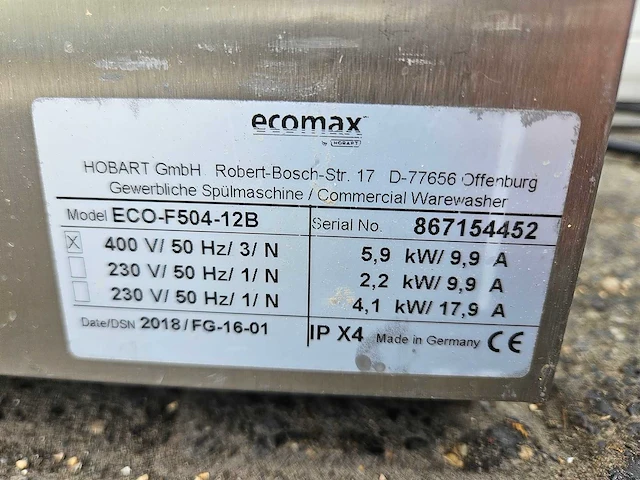 ecomax
by HOBART
HOBART GmbH Robert-Bosch-Str. 17 D-77656 Offenburg
Gewerbliche Spülmaschine / Commercial Warewasher
Model ECO-F504-12B Serial No. 867154452
400 V/ 50 Hz/ 3/ N 5,9 kW/ 9,9 A
230 V/ 50 Hz/ 1/ N 2,2 kW/ 9,9 A
230 V/ 50 Hz/ 1/ N 4,1 kW/ 17,9 A
Date/DSN 2018/FG-16-01 IP X4 Made in Germany CE